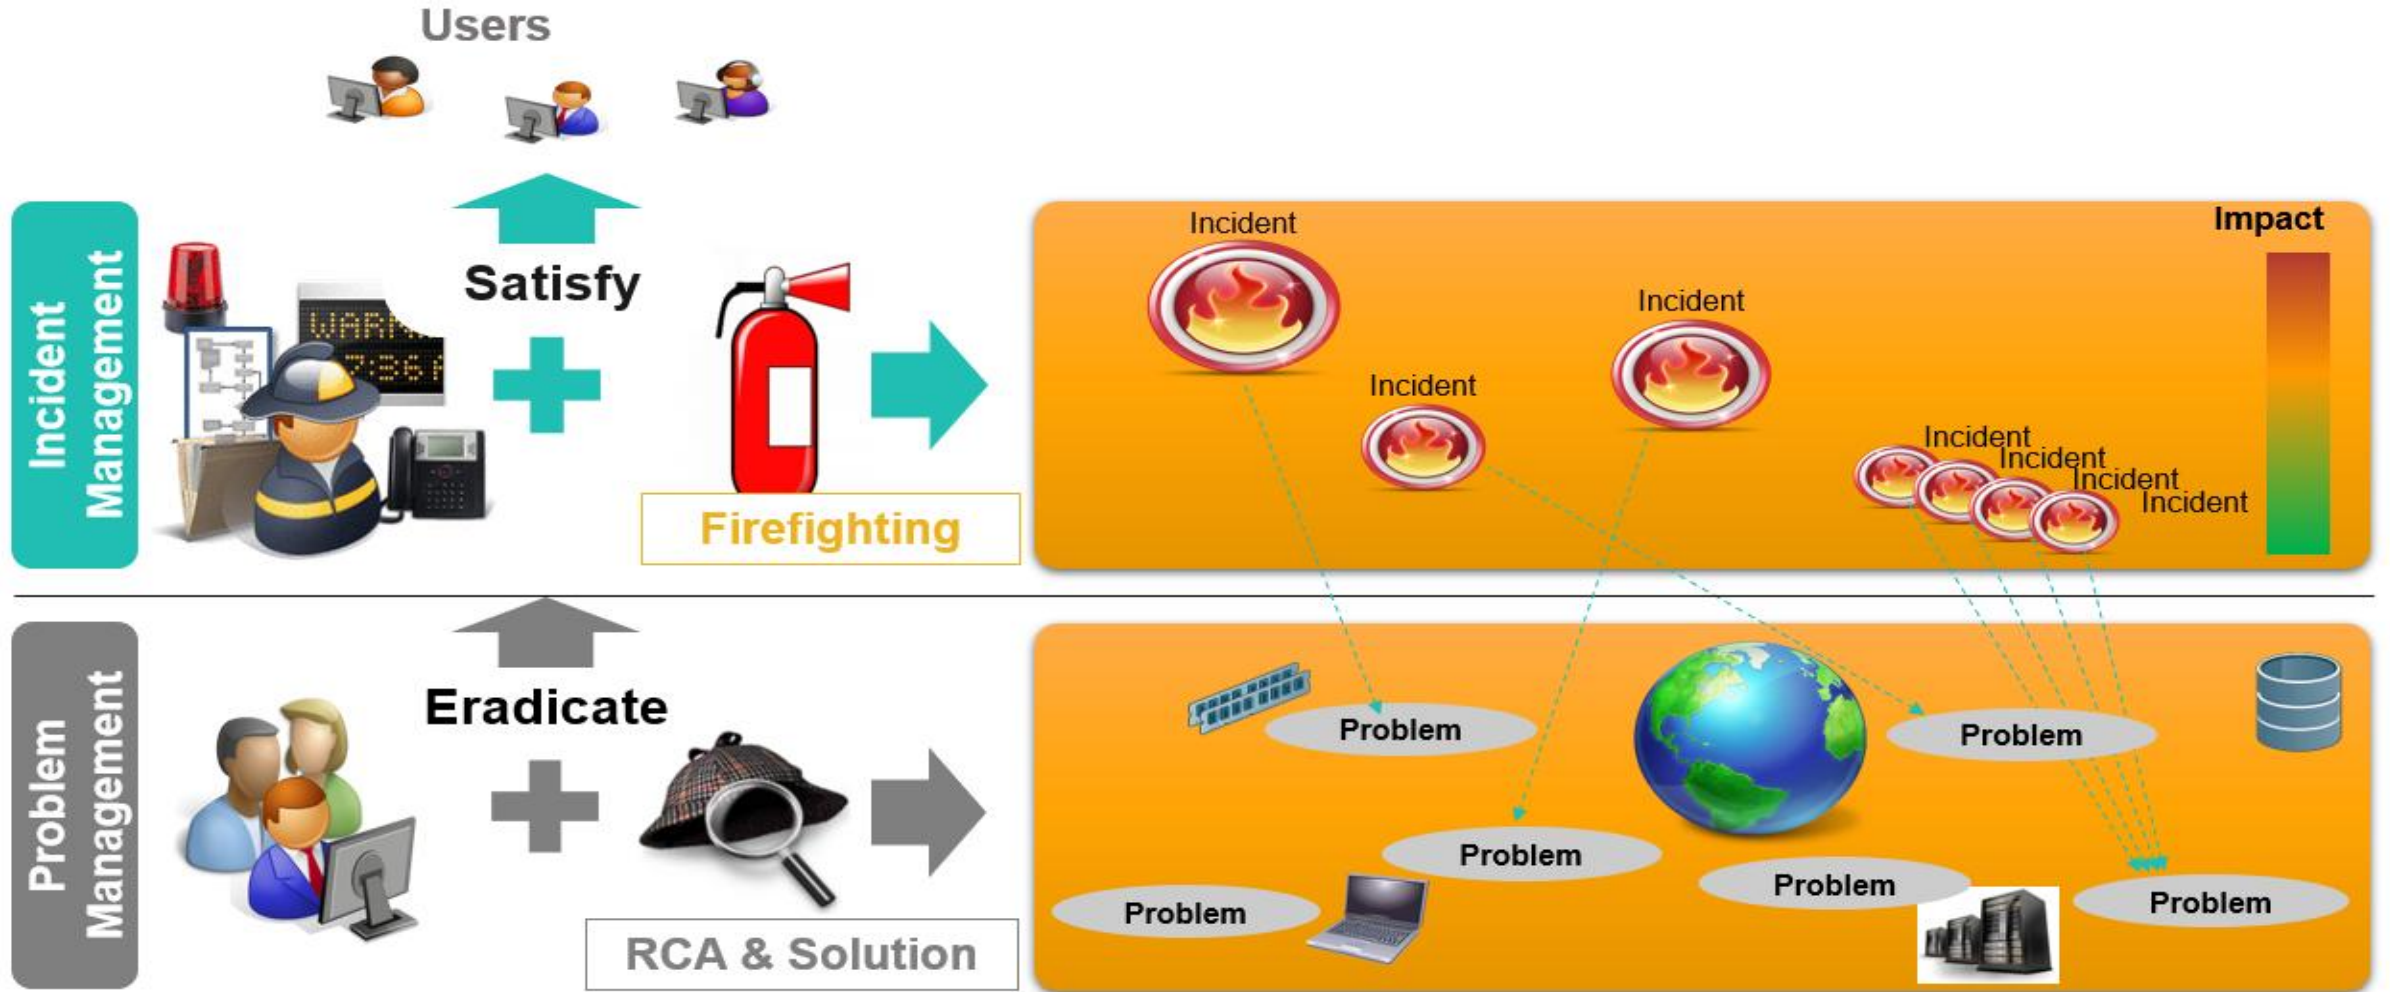 Users
Incident
Management
Satisfy
Firefighting
Incident
Incident
Incident
Incident
Incident
Incident
Incident
Impact
Problem
Management
Eradicate
RCA & Solution
Problem
Problem
Problem
Problem
Problem
Problem